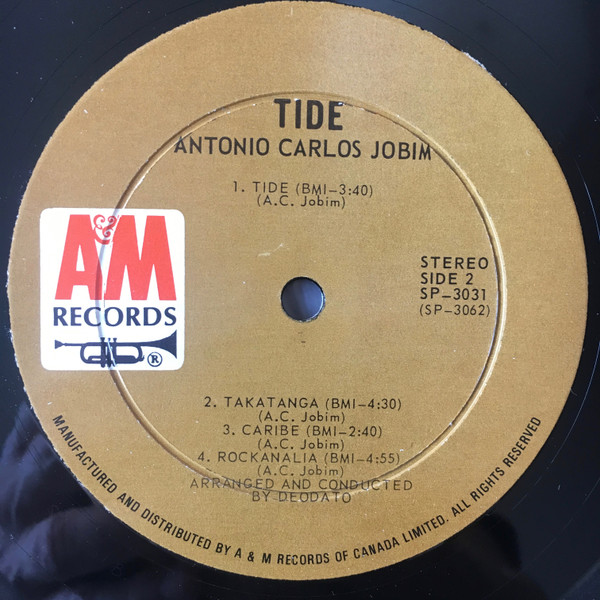 TIDE
ANTONIO CARLOS JOBIM
1. TIDE (BMI-3:40)
(A.C. Jobim)
A&M
RECORDS
®
STEREO
SIDE 2
SP-3031
(SP-3062)
2. TAKATANGA (BMI-4:30)
(A.C. Jobim)
3. CARIBE (BMI-2:40)
(A.C. Jobim)
4. ROCKANALIA (BMI-4:55)
(A.C. Jobim)
ARRANGED AND CONDUCTED
BY DEODATO
MANUFACTURED AND DISTRIBUTED BY A & M RECORDS OF CANADA LIMITED. ALL RIGHTS RESERVED